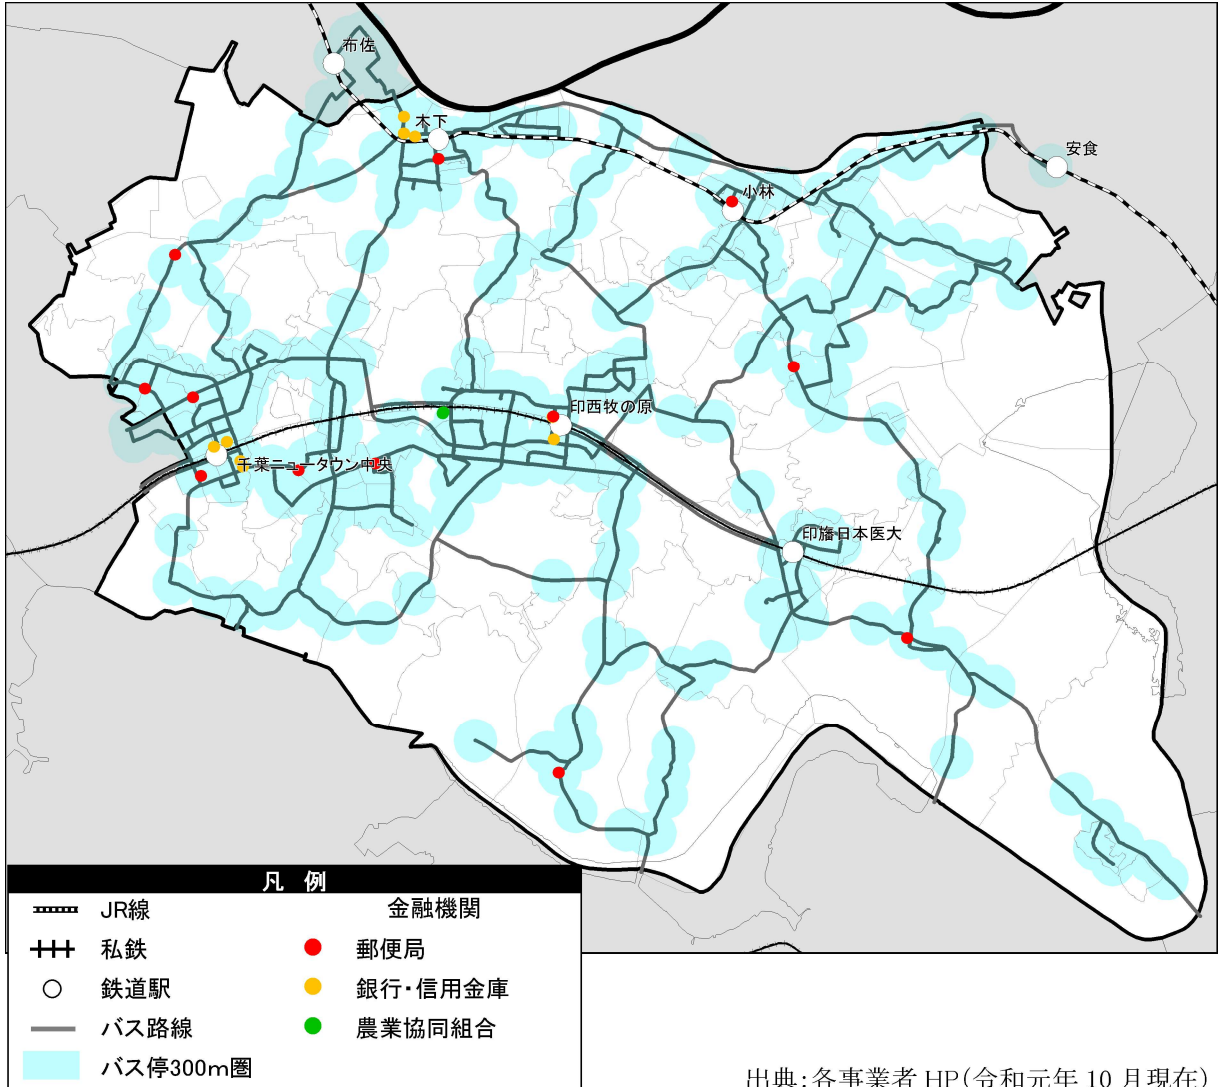 布佐
木下
安食
小林
印西牧の原
千葉ニュータウン中央
印旛日本医大
凡 例
JR線
金融機関
私鉄
郵便局
鉄道駅
銀行・信用金庫
バス路線
農業協同組合
バス停300m圏
出典:各事業者 HP(令和元年 10 月現在)